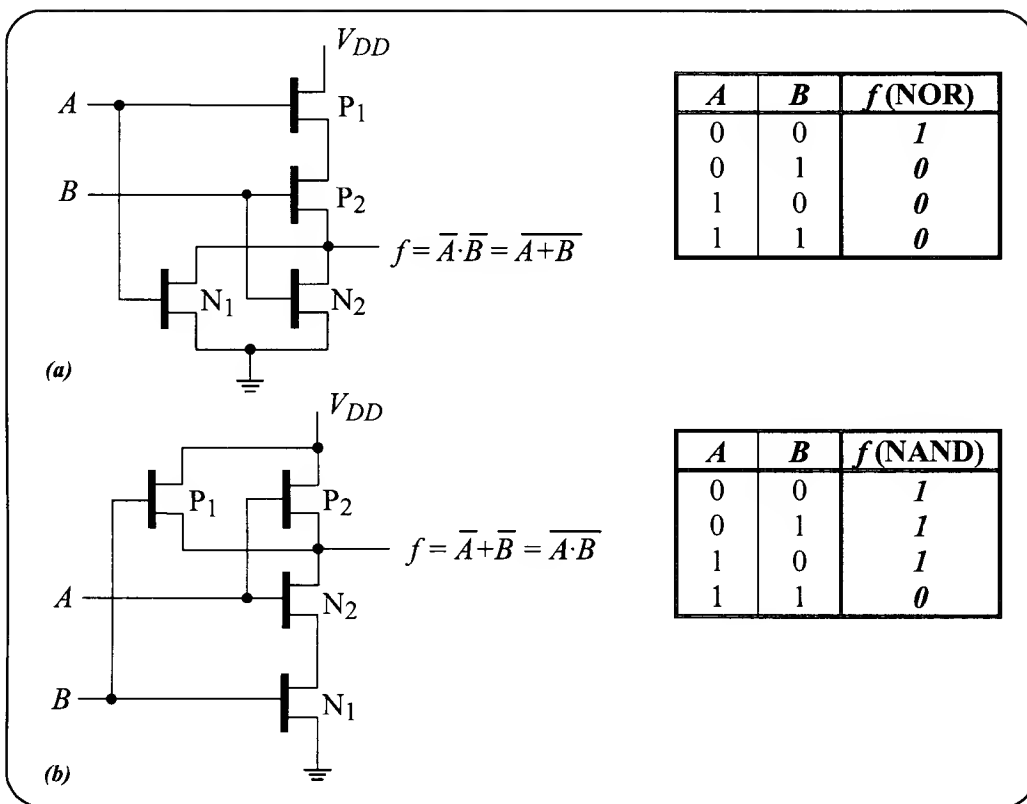 V_DD
A
P₁
A B f (NOR)
0 0 1
0 1 0
1 0 0
1 1 0
B
P₂
f = A̅·B̅ = A̅+̅B̅
N₁
N₂
(a)
V_DD
P₁
P₂
A B f (NAND)
0 0 1
0 1 1
1 0 1
1 1 0
f = A̅+B̅ = A̅·̅B̅
A
N₂
B
N₁
(b)